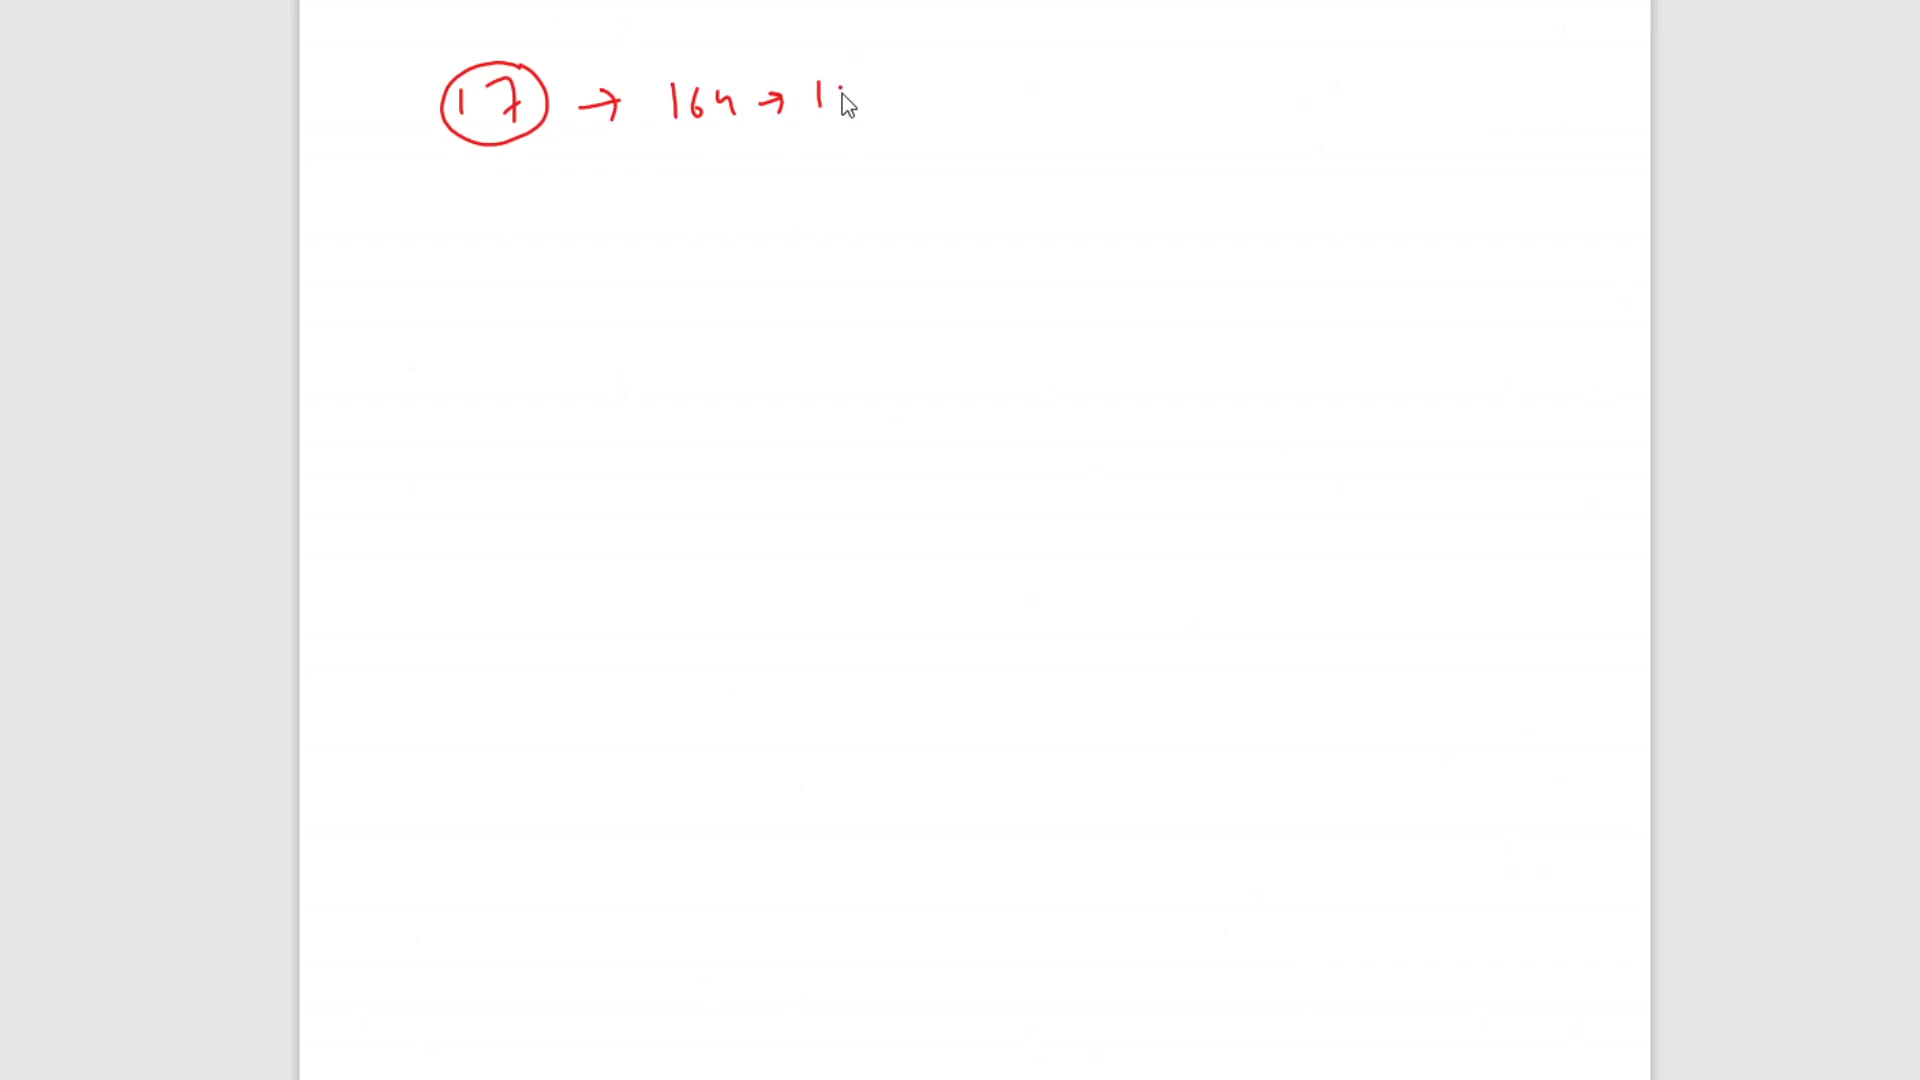 17 → 164 → 1